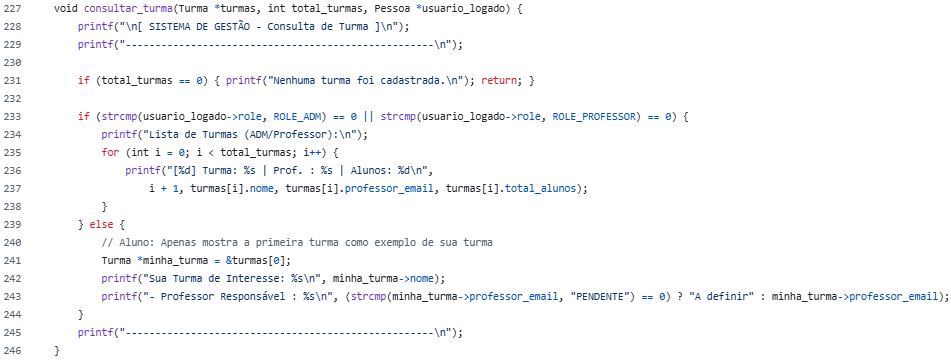 227 void consultar_turma(Turma *turmas, int total_turmas, Pessoa *usuario_logado) {
228 printf("\n[ SISTEMA DE GESTÃO - Consulta de Turma ]\n");
229 printf("----------------------------------------------------\n");
230
231 if (total_turmas == 0) { printf("Nenhuma turma foi cadastrada.\n"); return; }
232
233 if (strcmp(usuario_logado->role, ROLE_ADM) == 0 || strcmp(usuario_logado->role, ROLE_PROFESSOR) == 0) {
234 printf("Lista de Turmas (ADM/Professor):\n");
235 for (int i = 0; i < total_turmas; i++) {
236 printf("[%d] Turma: %s | Prof. : %s | Alunos: %d\n",
237 i + 1, turmas[i].nome, turmas[i].professor_email, turmas[i].total_alunos);
238 }
239 } else {
240 // Aluno: Apenas mostra a primeira turma como exemplo de sua turma
241 Turma *minha_turma = &turmas[0];
242 printf("Sua Turma de Interesse: %s\n", minha_turma->nome);
243 printf("- Professor Responsável : %s\n", (strcmp(minha_turma->professor_email, "PENDENTE") == 0) ? "A definir" : minha_turma->professor_email);
244 }
245 printf("----------------------------------------------------\n");
246 }